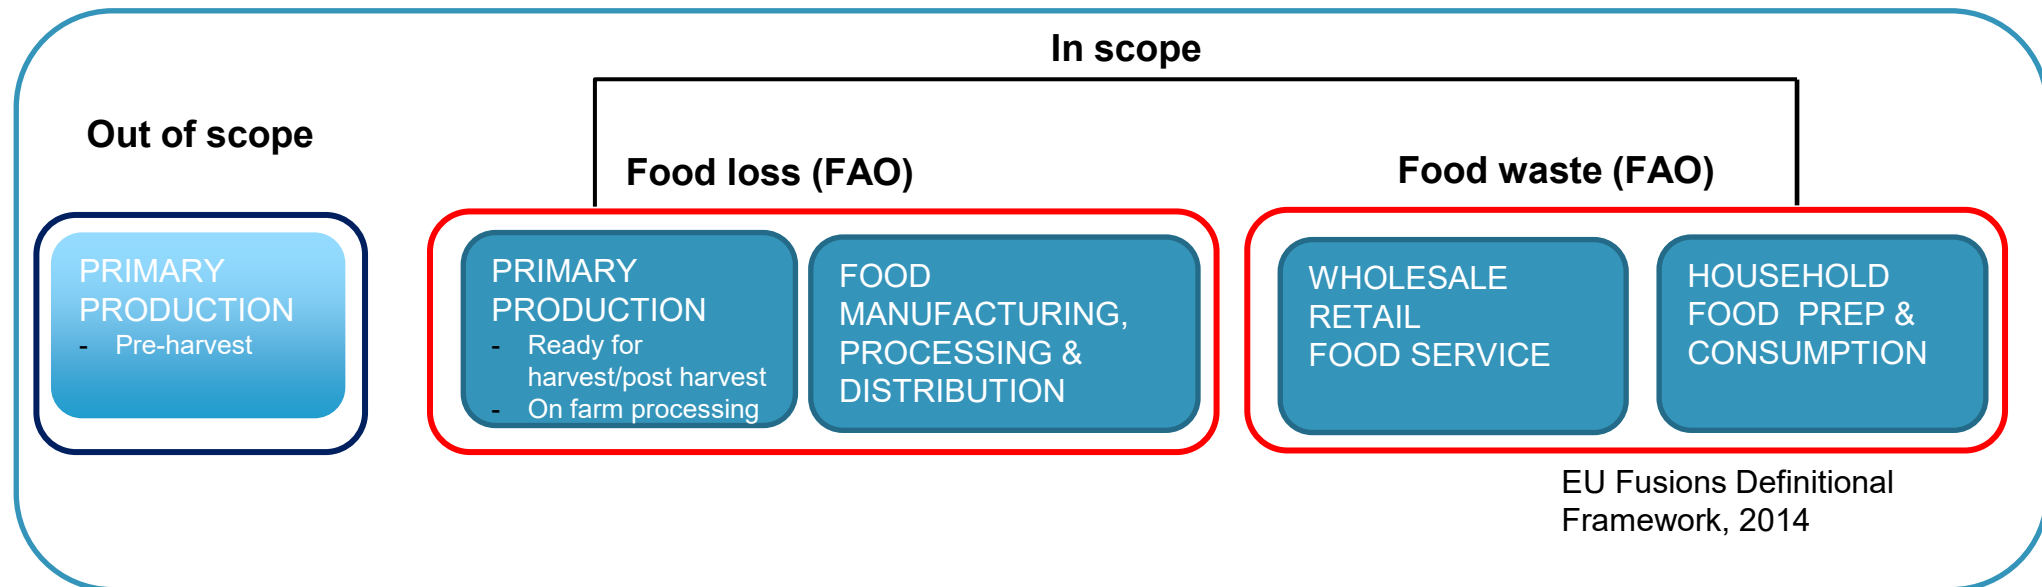 In scope
Out of scope
Food loss (FAO)
Food waste (FAO)
PRIMARY
PRODUCTION
- Pre-harvest
PRIMARY
PRODUCTION
- Ready for
harvest/post harvest
- On farm processing
FOOD
MANUFACTURING,
PROCESSING &
DISTRIBUTION
WHOLESALE
RETAIL
FOOD SERVICE
HOUSEHOLD
FOOD PREP &
CONSUMPTION
EU Fusions Definitional
Framework, 2014